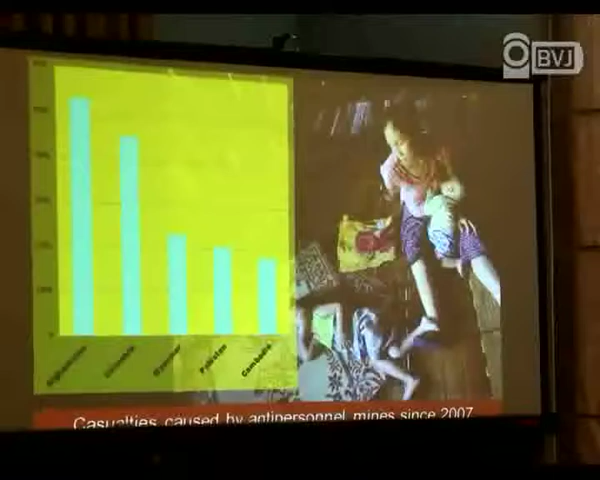 BVJ
Afghanistan
Colombia
Myanmar
Pakistan
Cambodia
Casualties caused by antipersonnel mines since 2007